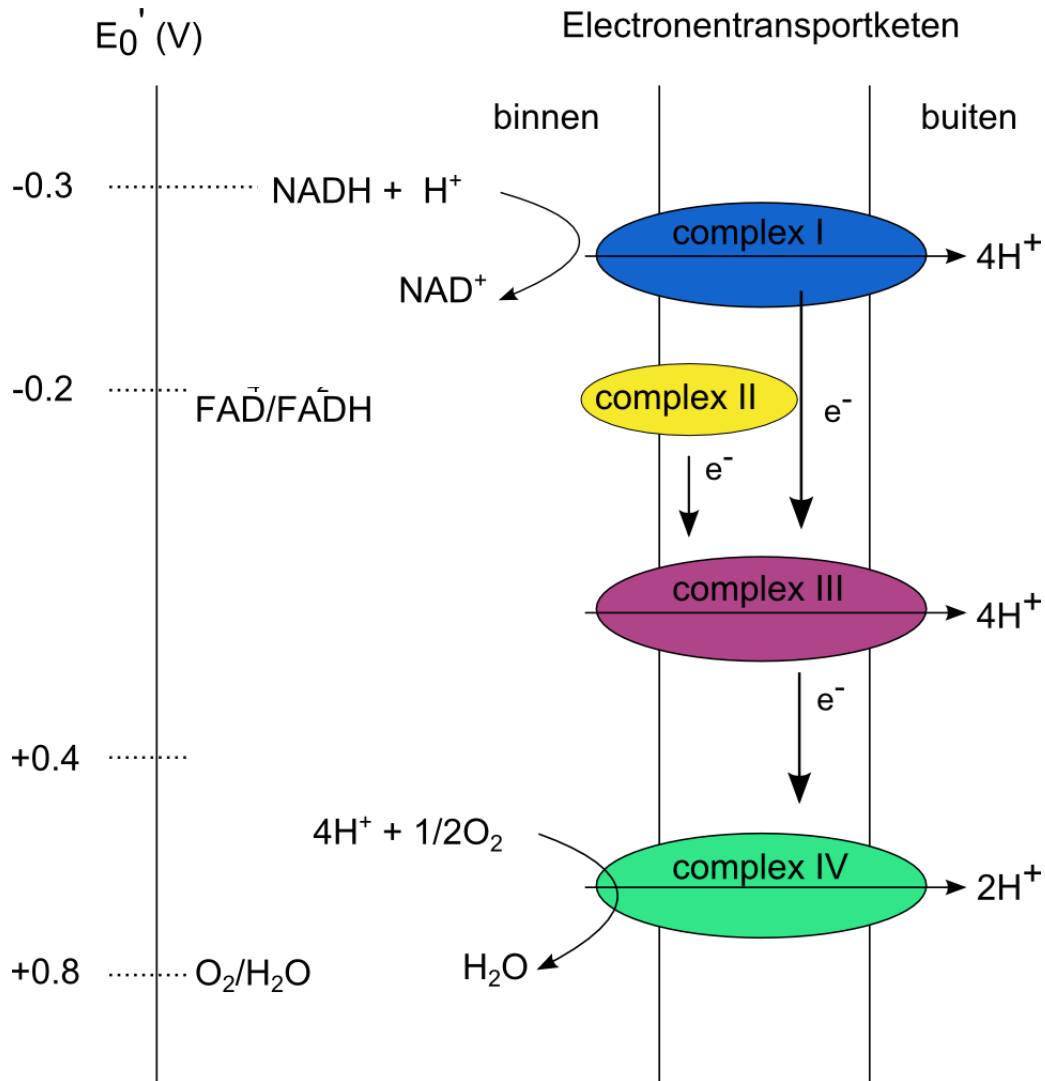 E₀' (V)
Electronentransportketen
binnen
buiten
-0.3
NADH + H⁺
complex I
4H⁺
NAD⁺
-0.2
FAD/FADH
complex II
e⁻
e⁻
complex III
4H⁺
e⁻
+0.4
4H⁺ + 1/2O₂
complex IV
2H⁺
H₂O
+0.8
O₂/H₂O